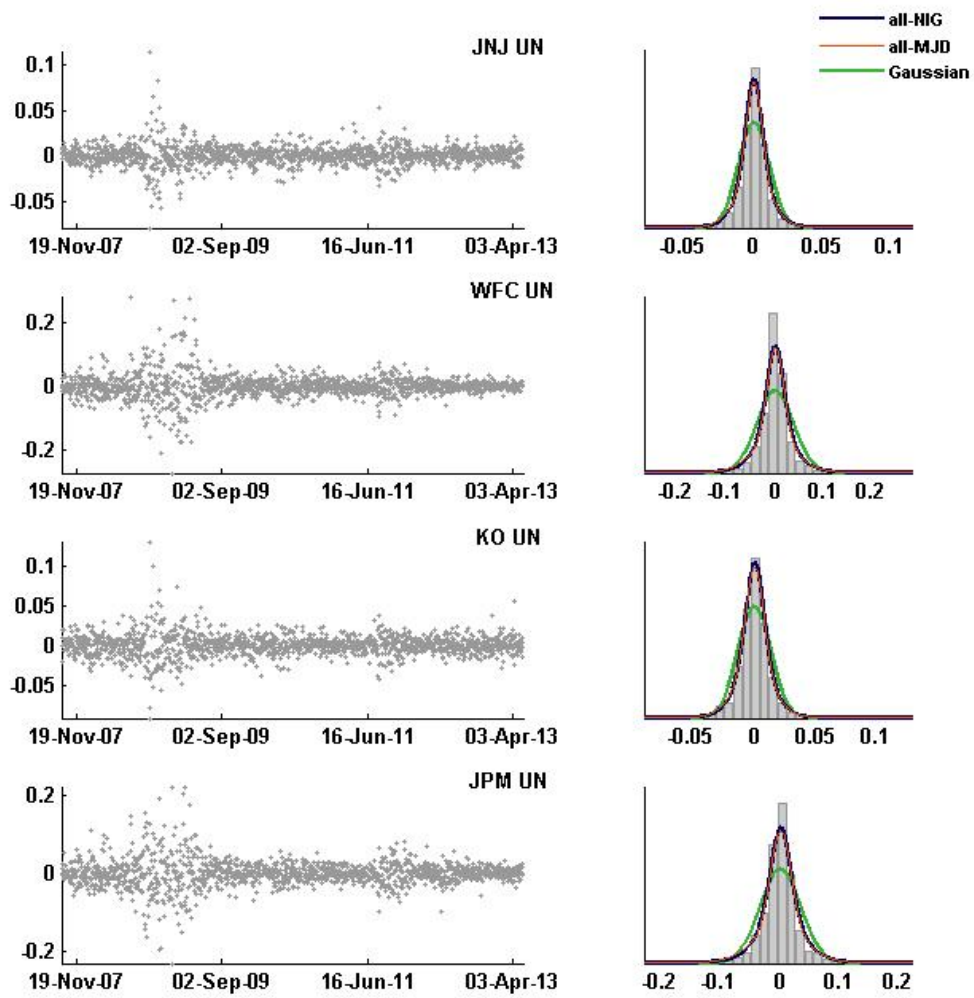 all-NIG
all-MJD
Gaussian
JNJ UN
0.1
0.05
0
-0.05
19-Nov-07 02-Sep-09 16-Jun-11 03-Apr-13
-0.05 0 0.05 0.1
WFC UN
0.2
0
-0.2
19-Nov-07 02-Sep-09 16-Jun-11 03-Apr-13
-0.2 -0.1 0 0.1 0.2
KO UN
0.1
0.05
0
-0.05
19-Nov-07 02-Sep-09 16-Jun-11 03-Apr-13
-0.05 0 0.05 0.1
JPM UN
0.2
0
-0.2
19-Nov-07 02-Sep-09 16-Jun-11 03-Apr-13
-0.2 -0.1 0 0.1 0.2